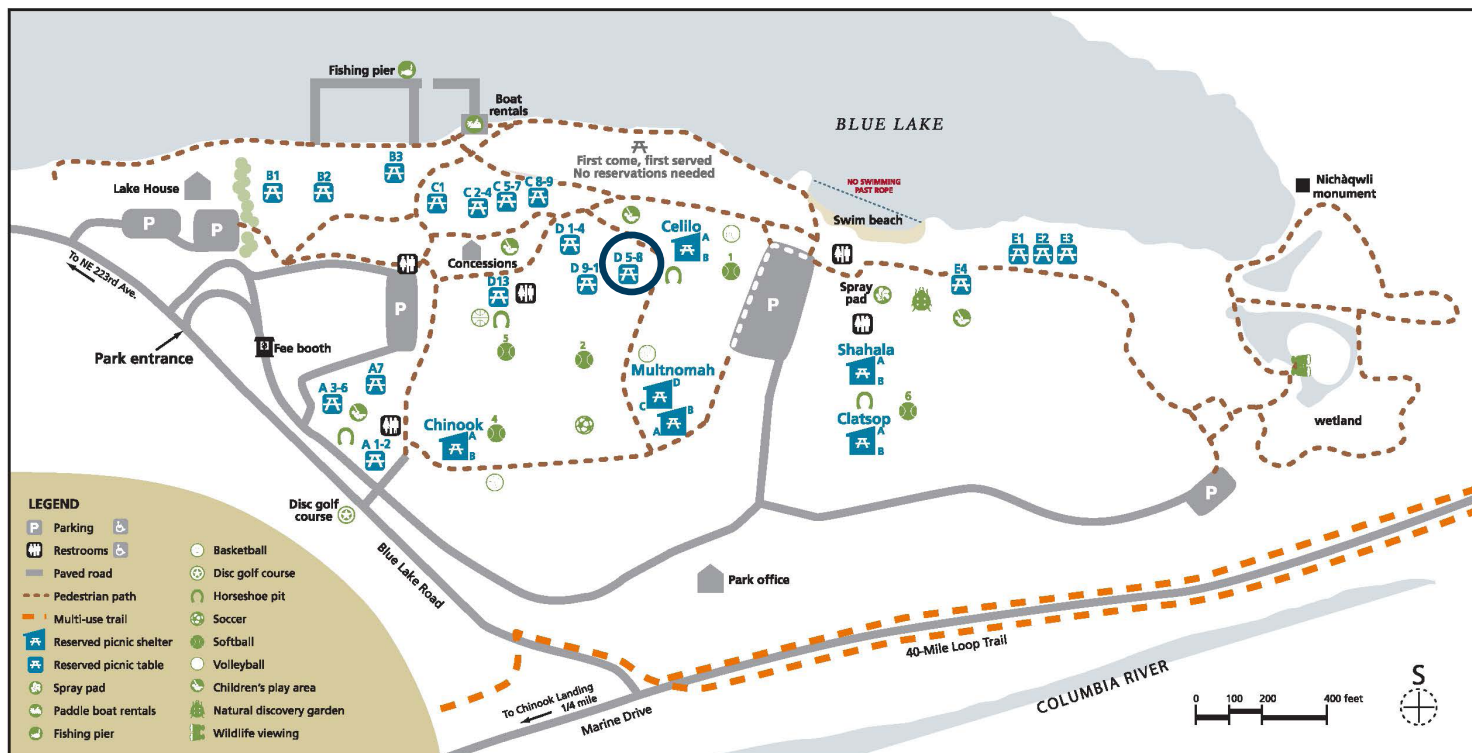 Fishing pier
Boat
rentals
BLUE LAKE
First come, first served
No reservations needed
NO SWIMMING
PAST ROPE
Swim beach
Nichàqwli
monument
Lake House
B1
B2
B3
C1
C 2-4
C 5-7
C 8-9
P
P
To NE 223rd Ave.
Concessions
D 1-4
D 5-8
D 9-1
D13
Celilo
A
B
1
P
P
E1
E2
E3
E4
Spray
pad
Park entrance
Fee booth
5
2
Multnomah
D
C
B
A
Shahala
A
B
6
Clatsop
A
B
wetland
A7
A 3-6
A 1-2
Chinook
A
B
4
P
Disc golf
course
Blue Lake Road
Park office
40-Mile Loop Trail
To Chinook Landing
1/4 mile
Marine Drive
COLUMBIA RIVER
0 100 200 400 feet
S
LEGEND
P Parking
Restrooms
Paved road
Pedestrian path
Multi-use trail
Reserved picnic shelter
Reserved picnic table
Spray pad
Paddle boat rentals
Fishing pier
Basketball
Disc golf course
Horseshoe pit
Soccer
Softball
Volleyball
Children's play area
Natural discovery garden
Wildlife viewing